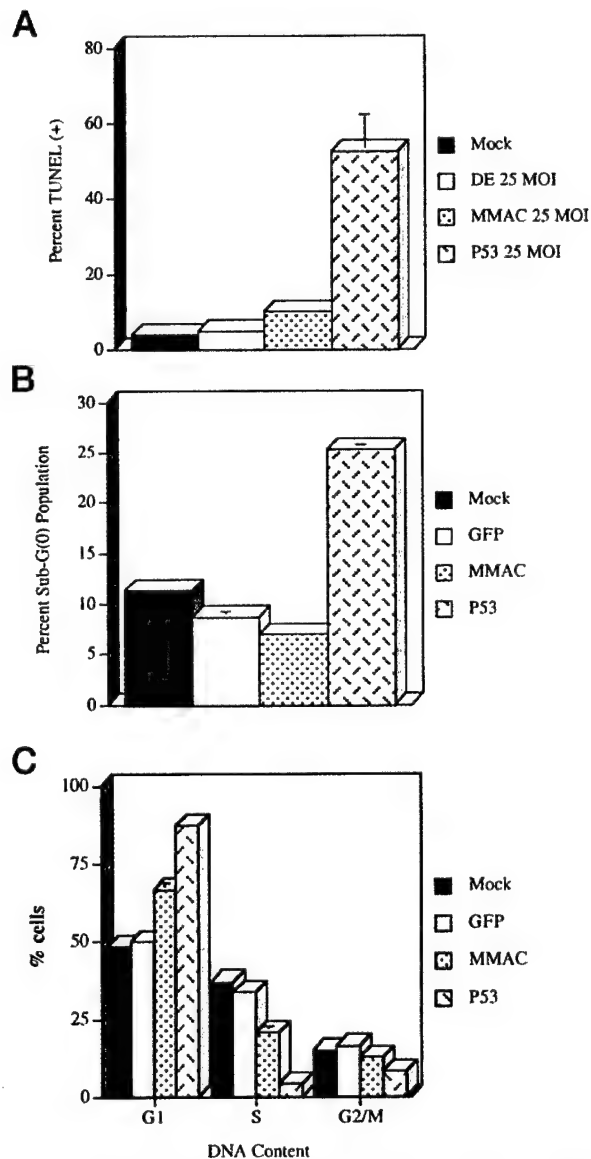 A
80
60
40
20
0
Percent TUNEL (+)
Mock
DE 25 MOI
MMAC 25 MOI
P53 25 MOI
B
30
25
20
15
10
5
0
Percent Sub-G(0) Population
Mock
GFP
MMAC
P53
C
100
75
50
25
0
% cells
G1 S G2/M
DNA Content
Mock
GFP
MMAC
P53